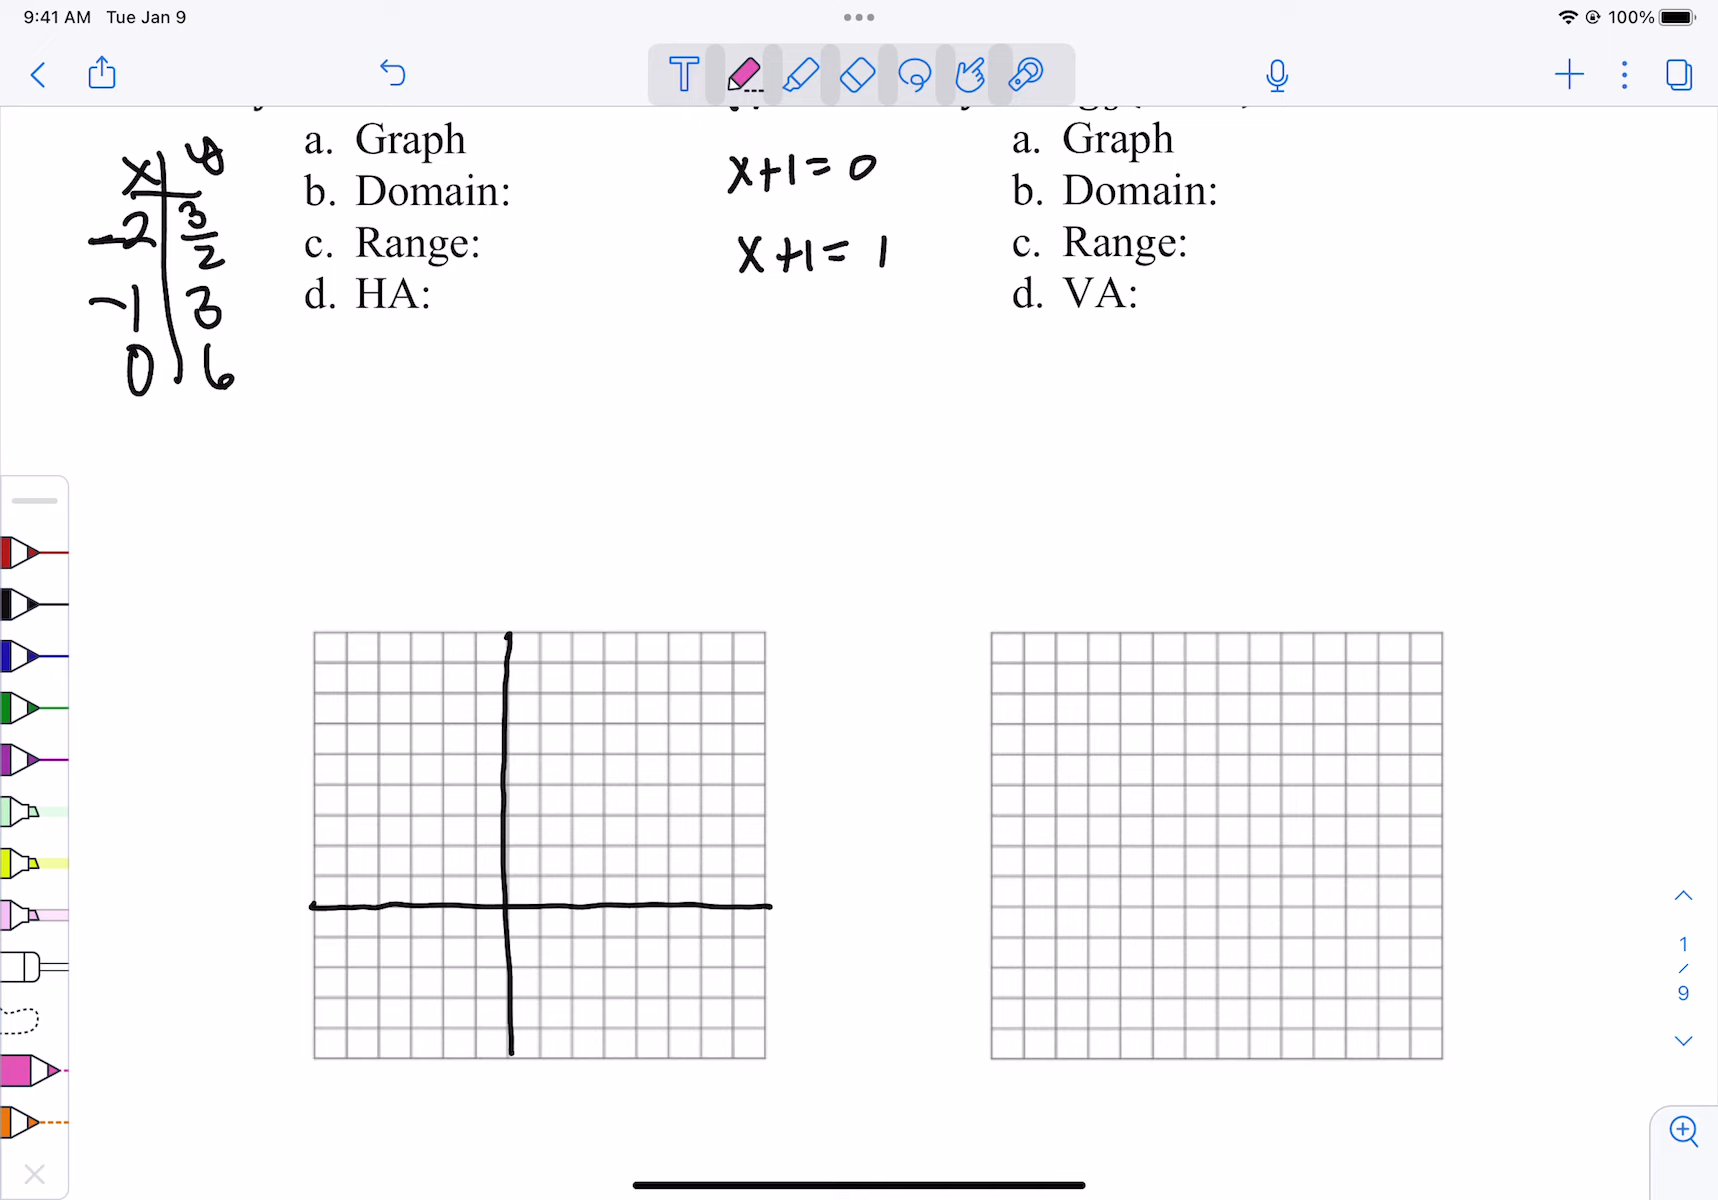 9:41 AM Tue Jan 9
100%
T
x y
-2 3/2
-1 3
0 6
a. Graph
b. Domain:
c. Range:
d. HA:
x+1=0
x+1=1
a. Graph
b. Domain:
c. Range:
d. VA:
1
/
9